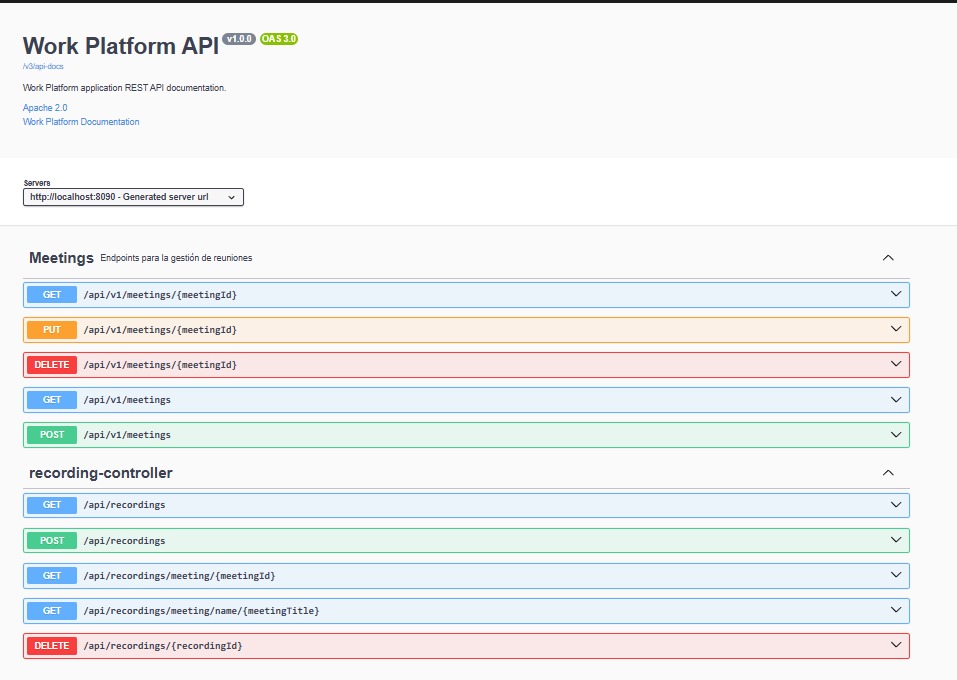 Work Platform API v1.0.0 OAS 3.0
/v3/api-docs
Work Platform application REST API documentation.
Apache 2.0
Work Platform Documentation
Servers
http://localhost:8090 - Generated server url
Meetings Endpoints para la gestión de reuniones
GET /api/v1/meetings/{meetingId}
PUT /api/v1/meetings/{meetingId}
DELETE /api/v1/meetings/{meetingId}
GET /api/v1/meetings
POST /api/v1/meetings
recording-controller
GET /api/recordings
POST /api/recordings
GET /api/recordings/meeting/{meetingId}
GET /api/recordings/meeting/name/{meetingTitle}
DELETE /api/recordings/{recordingId}